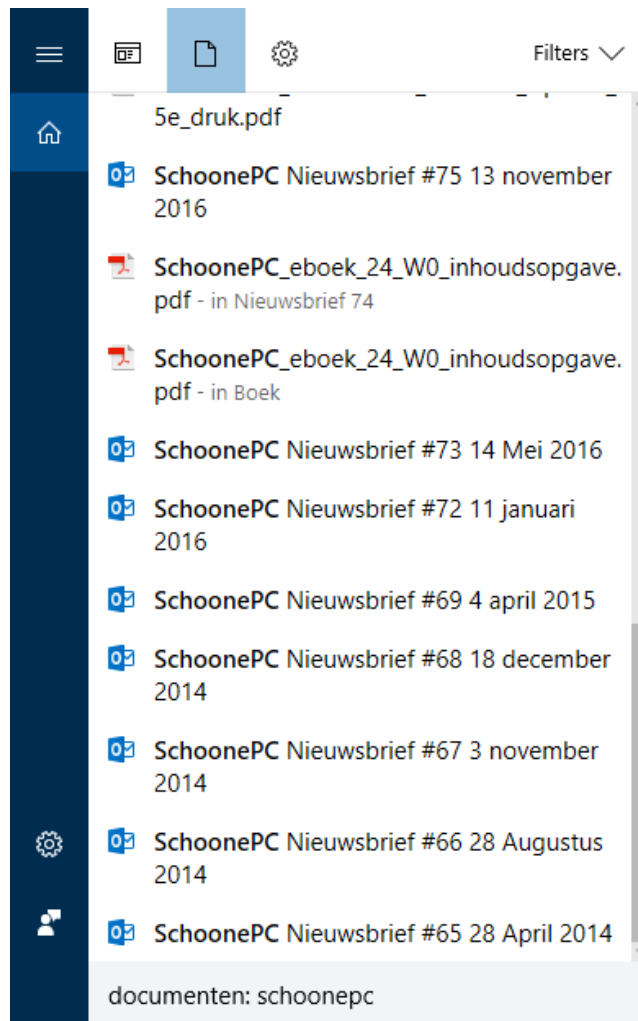 Filters
5e_druk.pdf
SchoonePC Nieuwsbrief #75 13 november
2016
SchoonePC_eboek_24_W0_inhoudsopgave.
pdf - in Nieuwsbrief 74
SchoonePC_eboek_24_W0_inhoudsopgave.
pdf - in Boek
SchoonePC Nieuwsbrief #73 14 Mei 2016
SchoonePC Nieuwsbrief #72 11 januari
2016
SchoonePC Nieuwsbrief #69 4 april 2015
SchoonePC Nieuwsbrief #68 18 december
2014
SchoonePC Nieuwsbrief #67 3 november
2014
SchoonePC Nieuwsbrief #66 28 Augustus
2014
SchoonePC Nieuwsbrief #65 28 April 2014
documenten: schoonepc